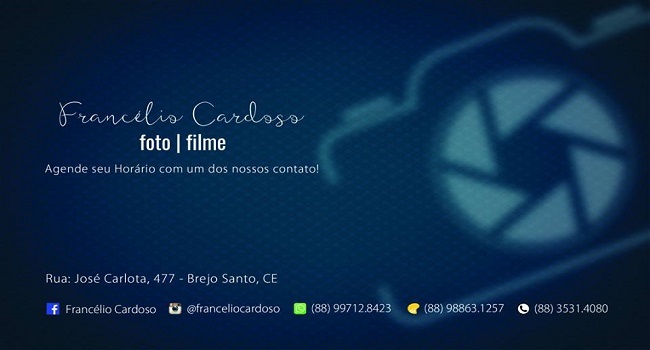 Francélio Cardoso
foto | filme
Agende seu Horário com um dos nossos contato!
Rua: José Carlota, 477 - Brejo Santo, CE
Francélio Cardoso @franceliocardoso (88) 99712.8423 (88) 98863.1257 (88) 3531.4080